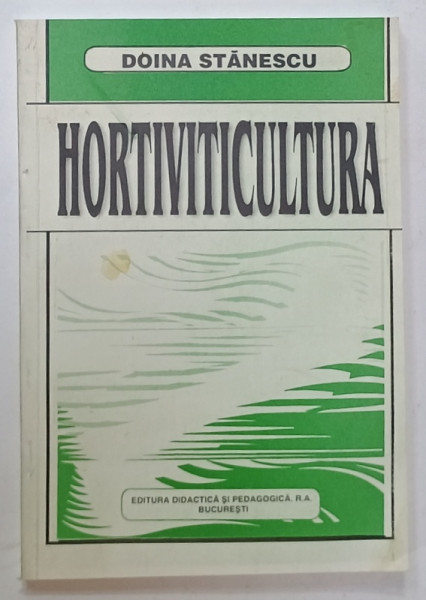 DOINA STĂNESCU
HORTIVITICULTURA
EDITURA DIDACTICĂ ŞI PEDAGOGICĂ, R.A.
BUCUREŞTI